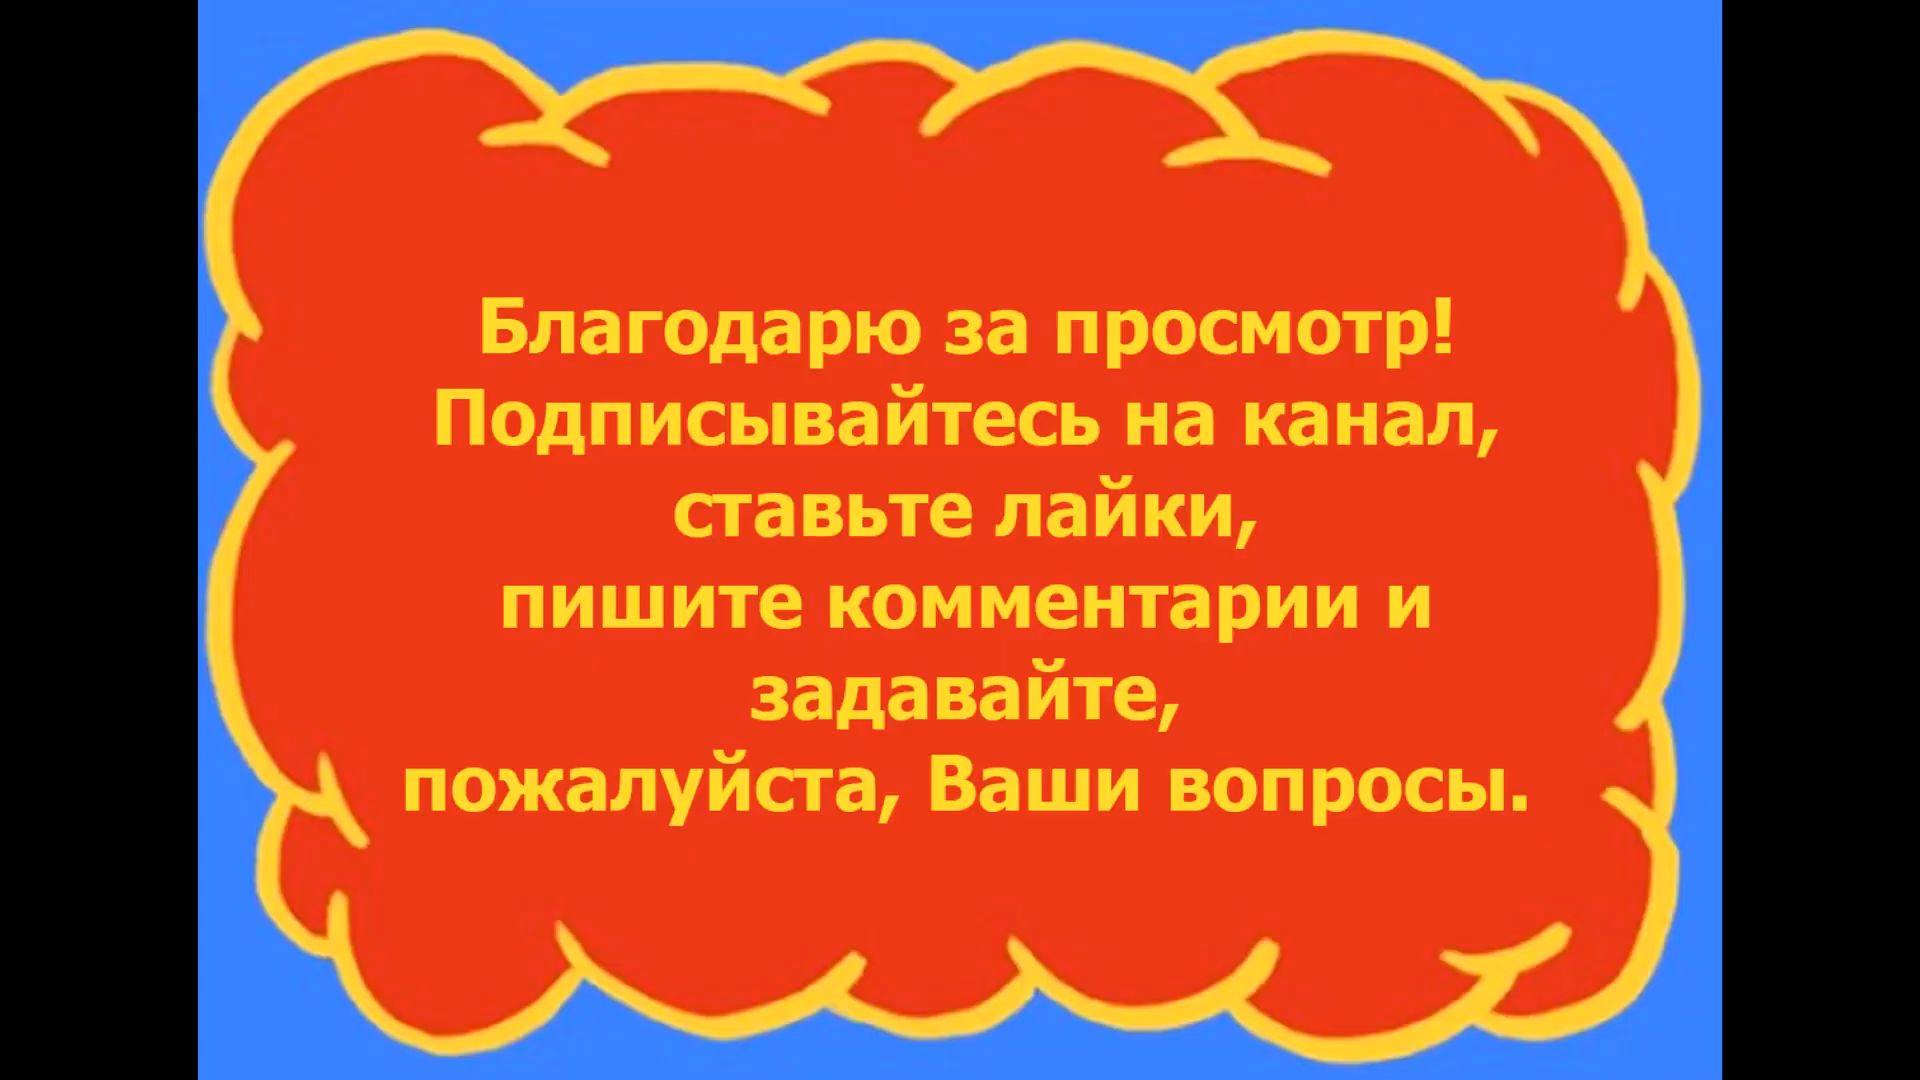 Благодарю за просмотр!
Подписывайтесь на канал,
ставьте лайки,
пишите комментарии и
задавайте,
пожалуйста, Ваши вопросы.